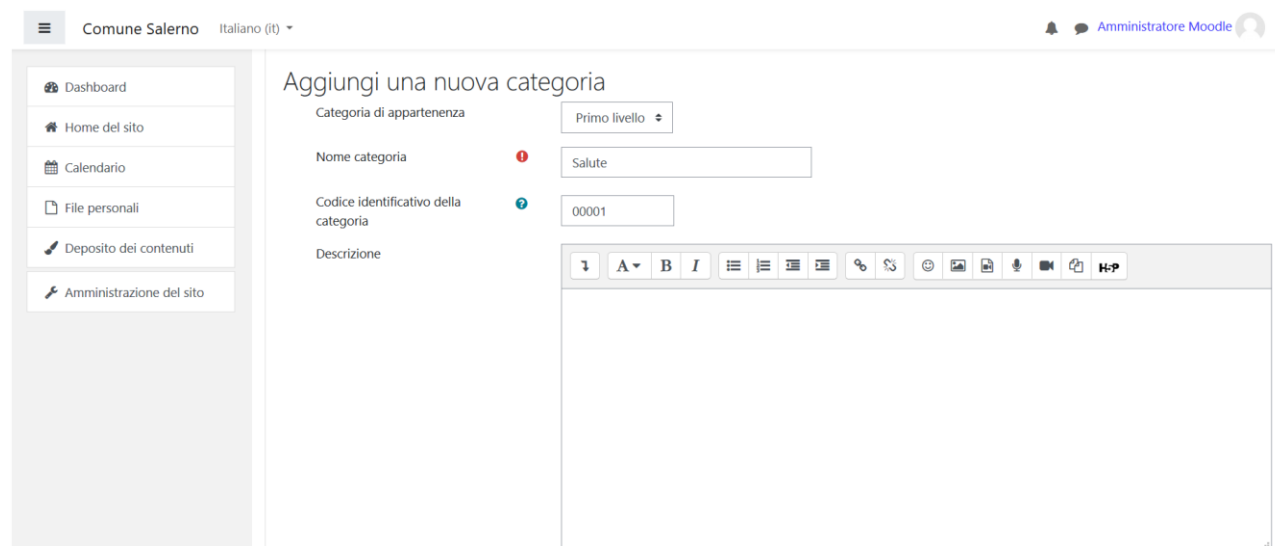 Comune Salerno Italiano (it)
Amministratore Moodle
Dashboard
Home del sito
Calendario
File personali
Deposito dei contenuti
Amministrazione del sito
Aggiungi una nuova categoria
Categoria di appartenenza
Primo livello
Nome categoria
Salute
Codice identificativo della
categoria
00001
Descrizione
A B I
H5P